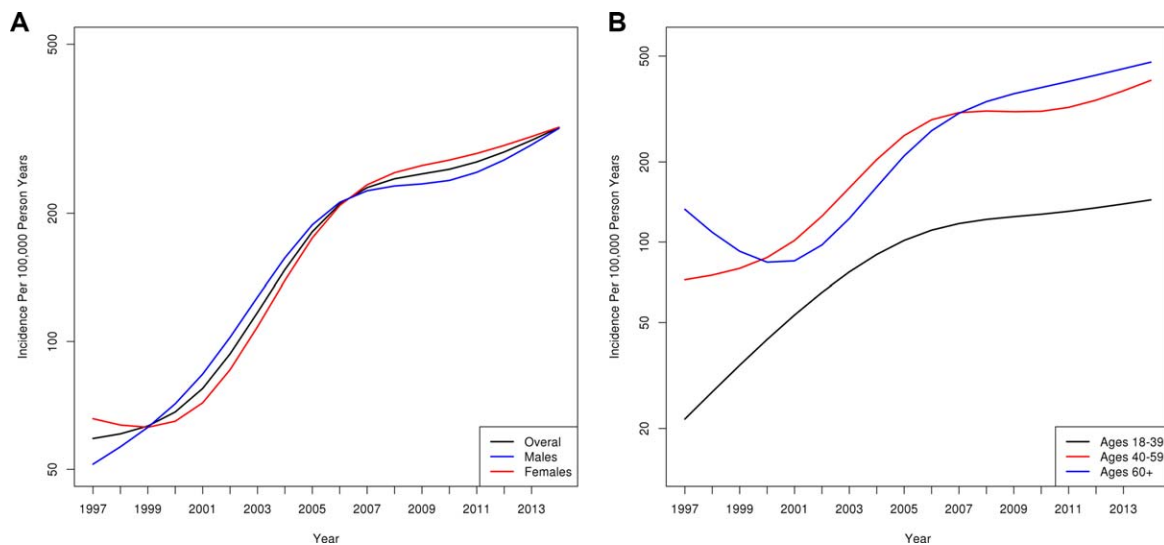 A
Incidence Per 100,000 Person Years
500
200
100
50
1997
1999
2001
2003
2005
2007
2009
2011
2013
Year
Overal
Males
Females
B
Incidence Per 100,000 Person Years
500
200
100
50
20
1997
1999
2001
2003
2005
2007
2009
2011
2013
Year
Ages 18-39
Ages 40-59
Ages 60+